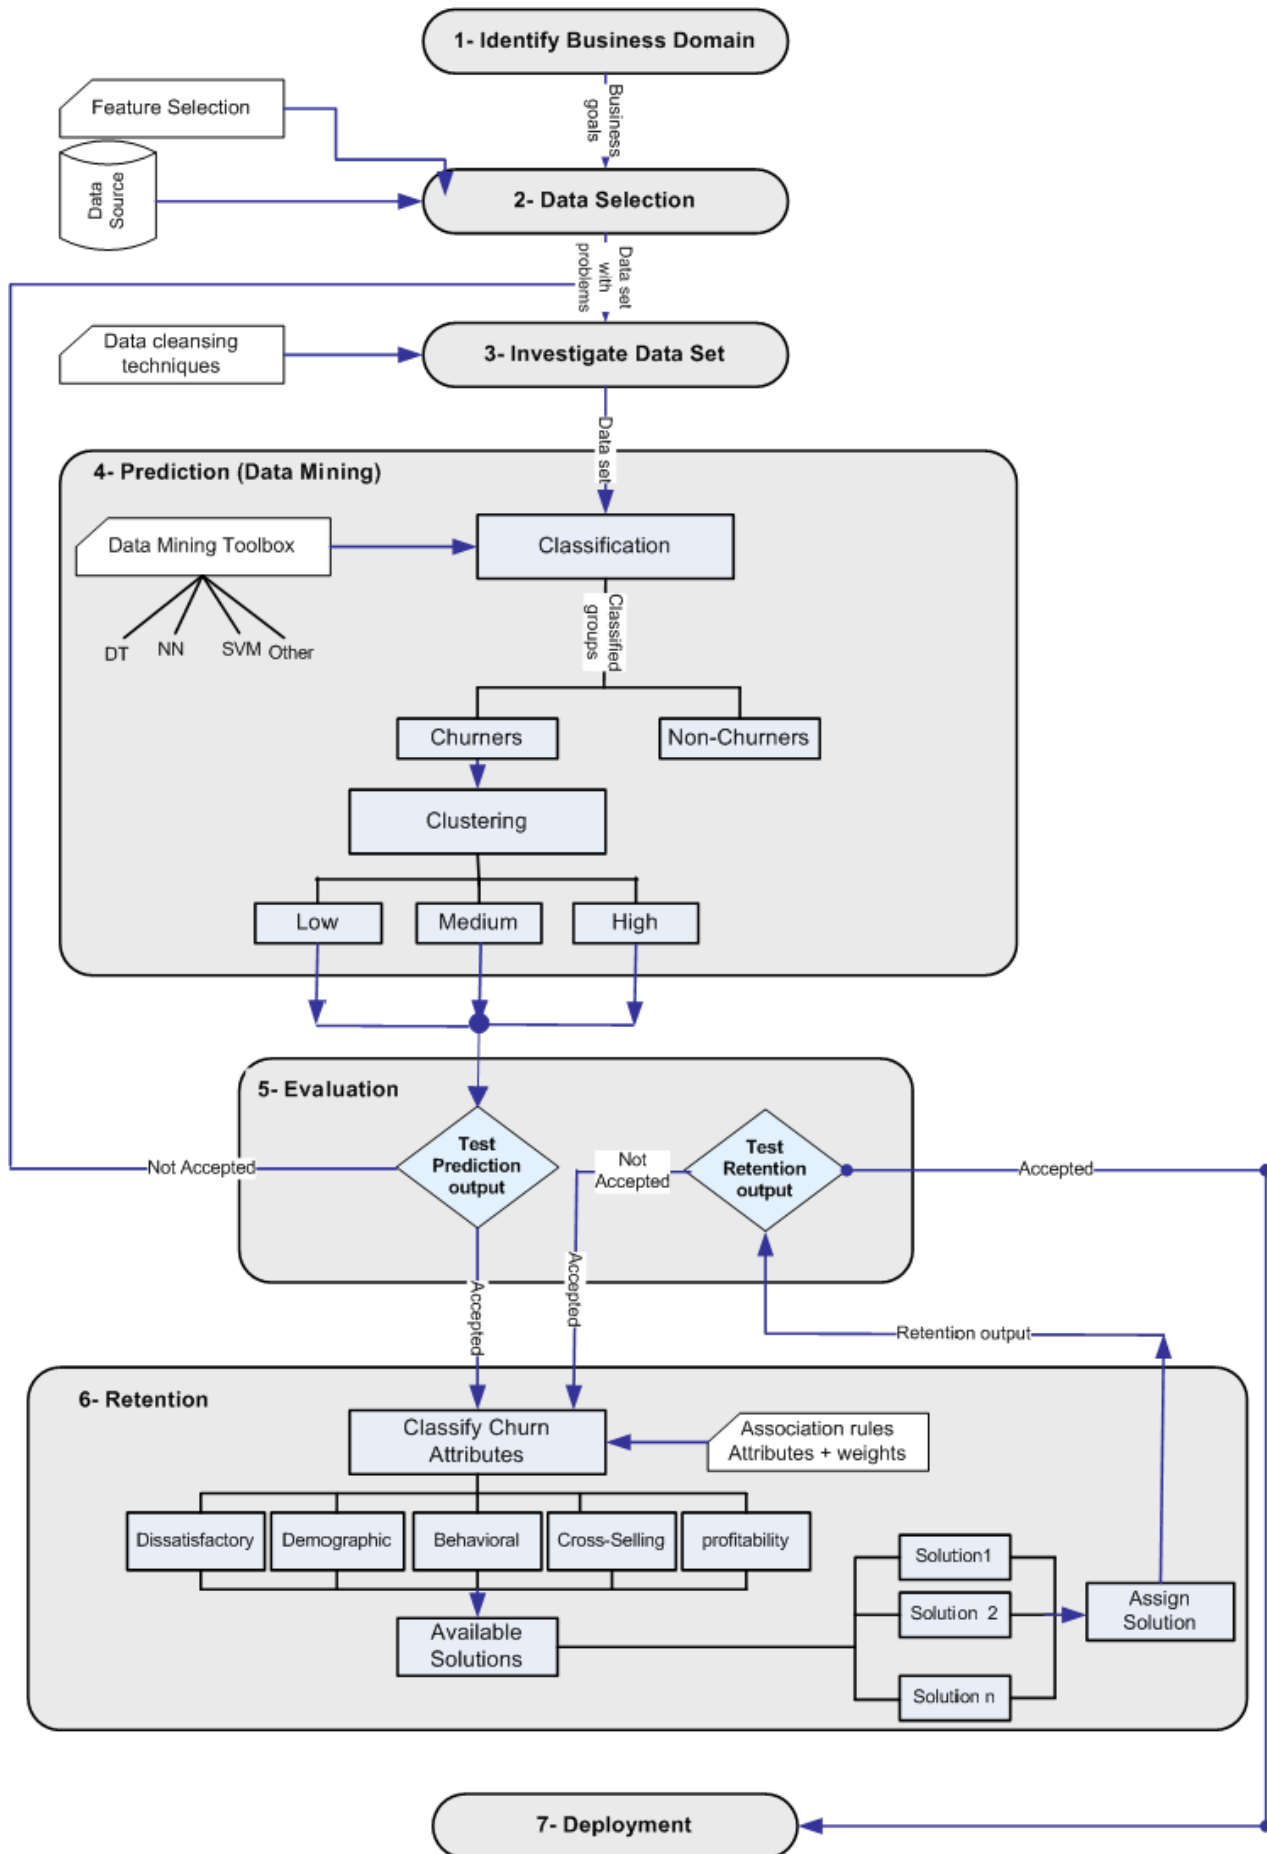 1- Identify Business Domain
Business
goals
Feature Selection
Data
Source
2- Data Selection
Data set
with
problems
Data cleansing
techniques
3- Investigate Data Set
Data set
4- Prediction (Data Mining)
Data Mining Toolbox
Classification
DT
NN
SVM
Other
Classified
groups
Churners
Non-Churners
Clustering
Low
Medium
High
5- Evaluation
Test
Prediction
output
Not Accepted
Not
Accepted
Test
Retention
output
Accepted
Accepted
Accepted
Retention output
6- Retention
Classify Churn
Attributes
Association rules
Attributes + weights
Dissatisfactory
Demographic
Behavioral
Cross-Selling
profitability
Available
Solutions
Solution1
Solution 2
Solution n
Assign
Solution
7- Deployment